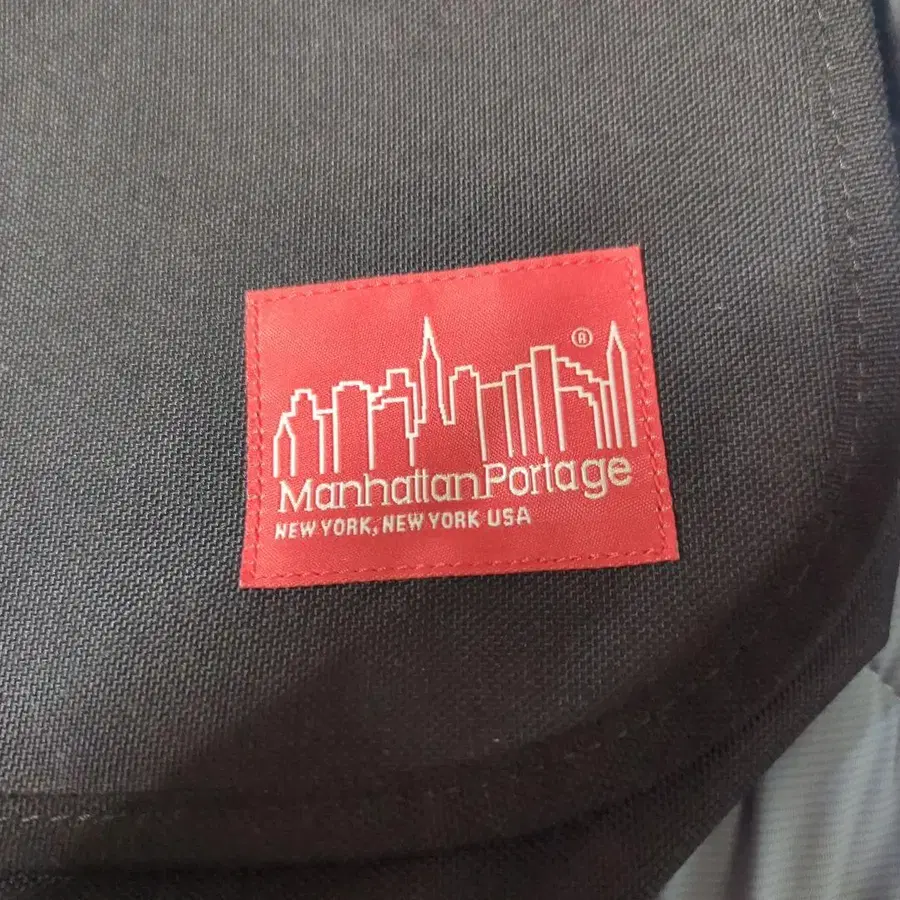 ®
ManhattanPortage
NEW YORK, NEW YORK USA